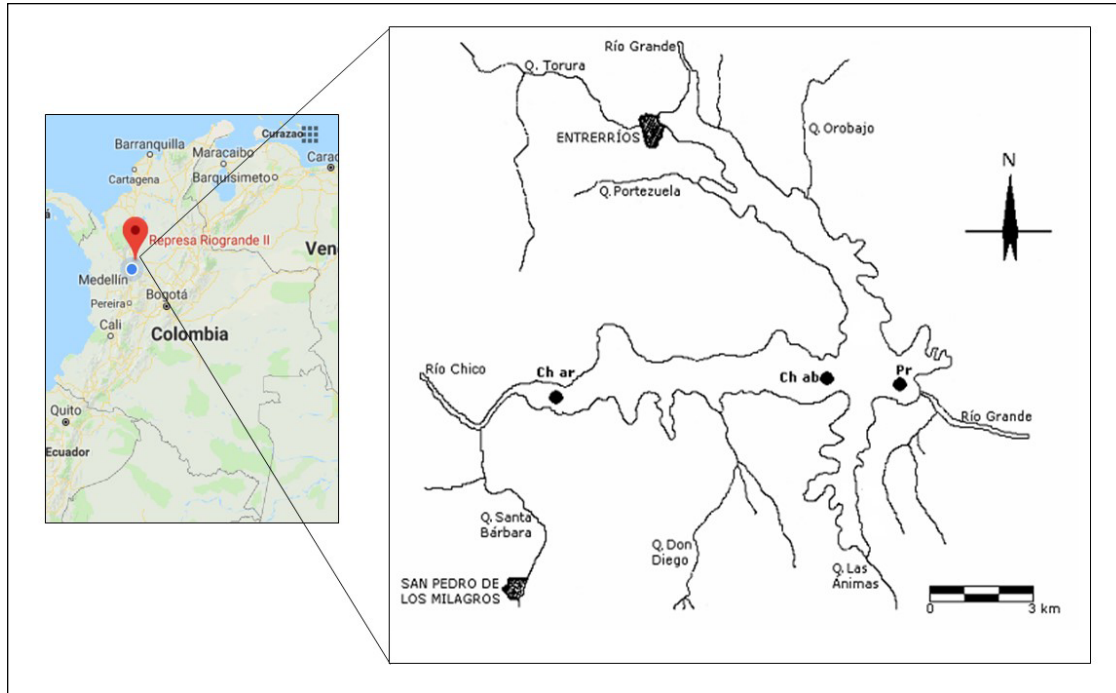 Barranquilla
Cartagena
Maracaibo
Curazao
Barquisimeto
Carac
á
Represa Riogrande II
Ven
Medellín
Pereira
Bogotá
Cali
Colombia
Quito
Ecuador
Río Grande
Q. Torura
ENTRERRÍOS
Q. Orobajo
Q. Portezuela
N
Río Chico
Ch ar
Ch ab
Pr
Río Grande
Q. Santa
Bárbara
Q. Don
Diego
Q. Las
Ánimas
SAN PEDRO DE
LOS MILAGROS
0
3 km